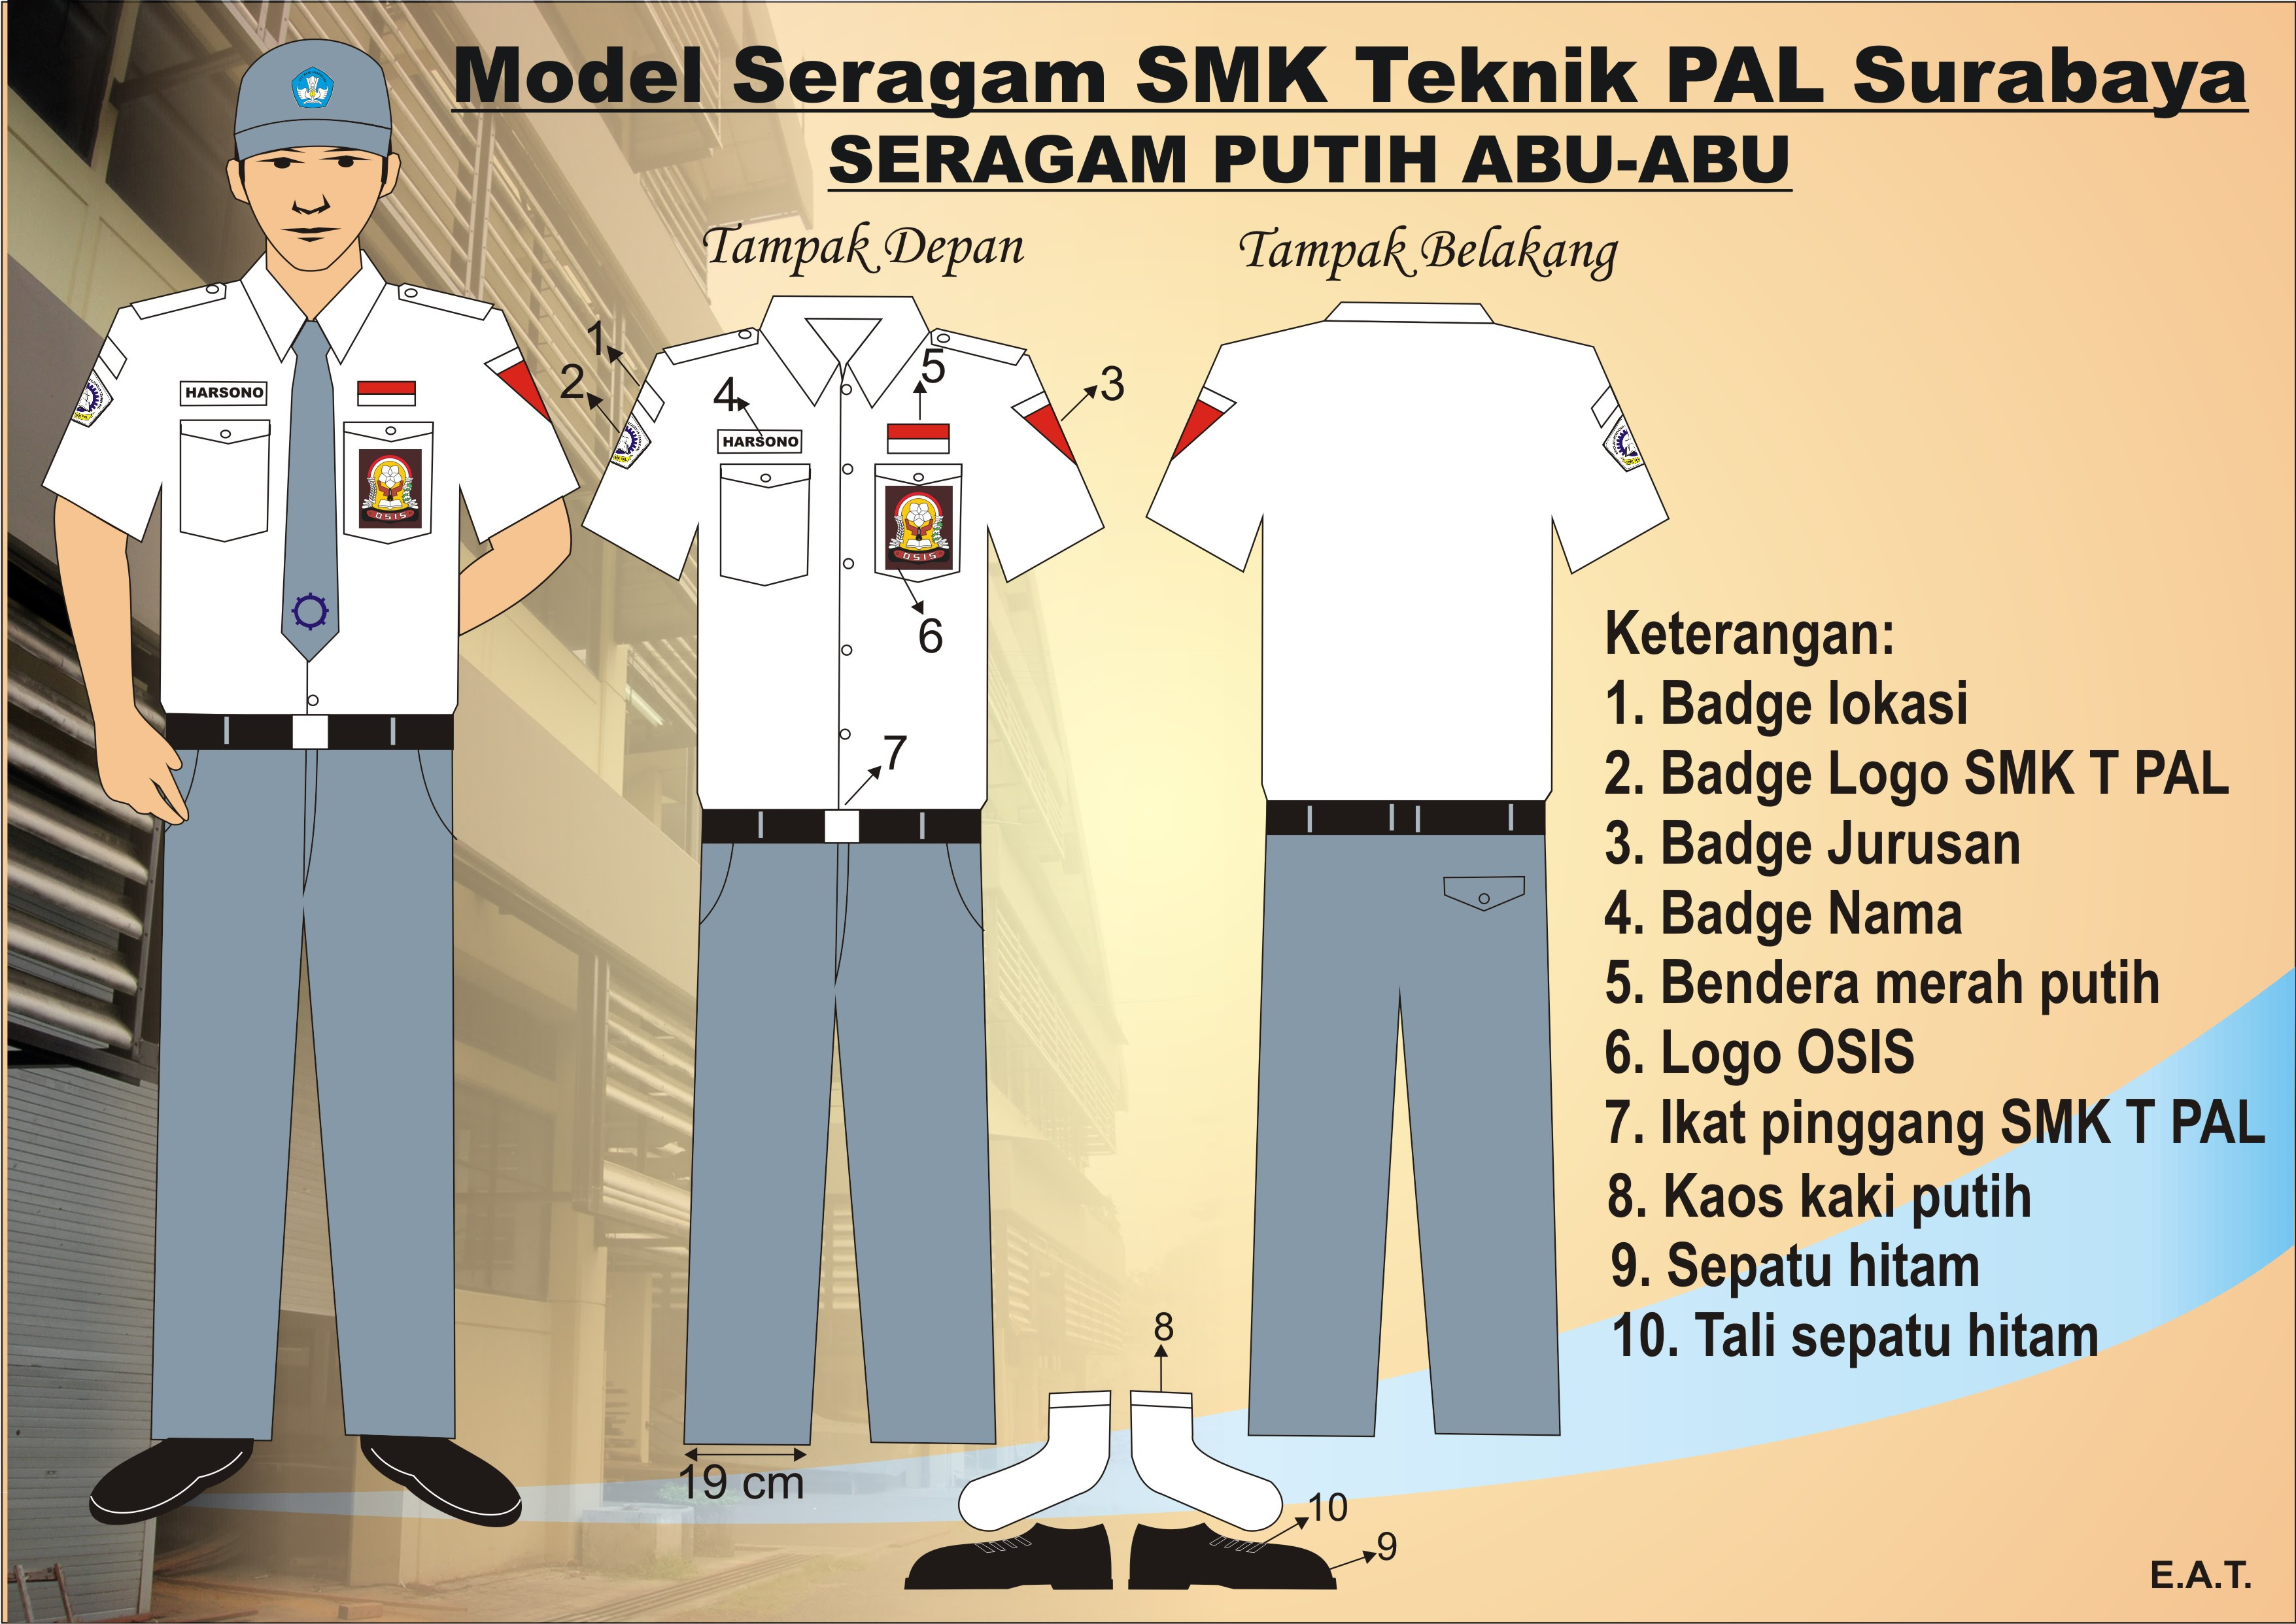 Model Seragam SMK Teknik PAL Surabaya
SERAGAM PUTIH ABU-ABU
Tampak Depan
Tampak Belakang
1
2
3
4
5
HARSONO
HARSONO
OSIS
OSIS
6
7
Keterangan:
1. Badge lokasi
2. Badge Logo SMK T PAL
3. Badge Jurusan
4. Badge Nama
5. Bendera merah putih
6. Logo OSIS
7. Ikat pinggang SMK T PAL
8. Kaos kaki putih
9. Sepatu hitam
10. Tali sepatu hitam
8
19 cm
10
9
E.A.T.